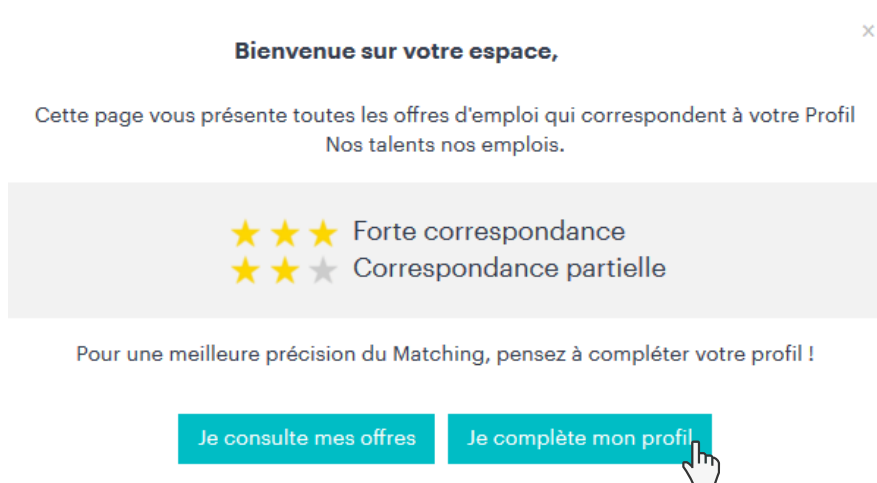 Bienvenue sur votre espace,
Cette page vous présente toutes les offres d'emploi qui correspondent à votre Profil
Nos talents nos emplois.
Forte correspondance
Correspondance partielle
Pour une meilleure précision du Matching, pensez à compléter votre profil !
Je consulte mes offres
Je complète mon profil